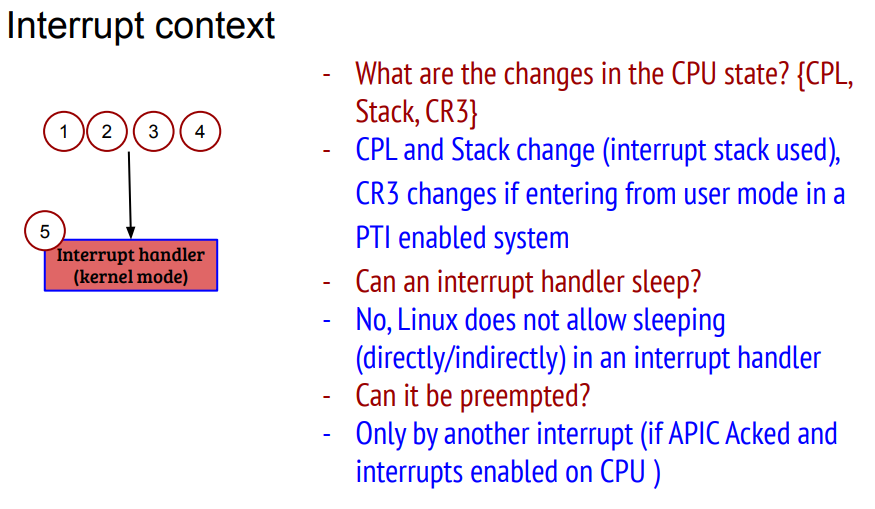 Interrupt context
- What are the changes in the CPU state? {CPL,
Stack, CR3}
- CPL and Stack change (interrupt stack used),
CR3 changes if entering from user mode in a
PTI enabled system
- Can an interrupt handler sleep?
- No, Linux does not allow sleeping
(directly/indirectly) in an interrupt handler
- Can it be preempted?
- Only by another interrupt (if APIC Acked and
interrupts enabled on CPU )
1 2 3 4
5
Interrupt handler
(kernel mode)